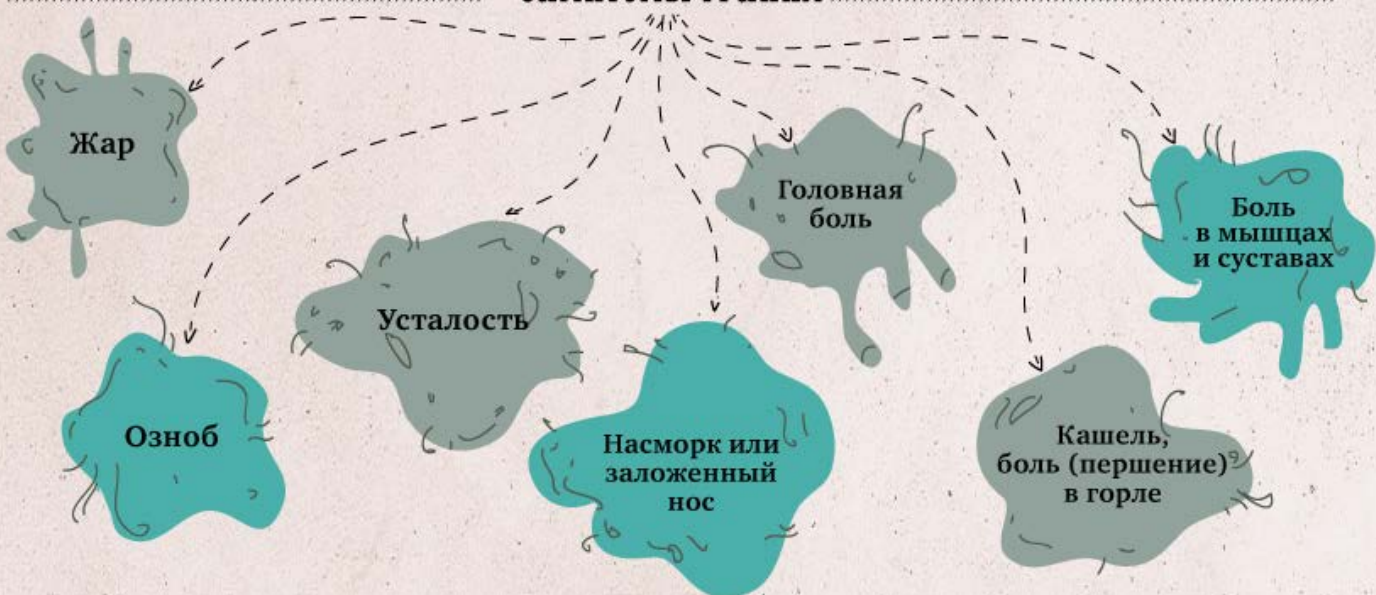 Жар
Головная
боль
Боль
в мышцах
и суставах
Усталость
Озноб
Насморк или
заложенный
нос
Кашель,
боль (першение)
в горле